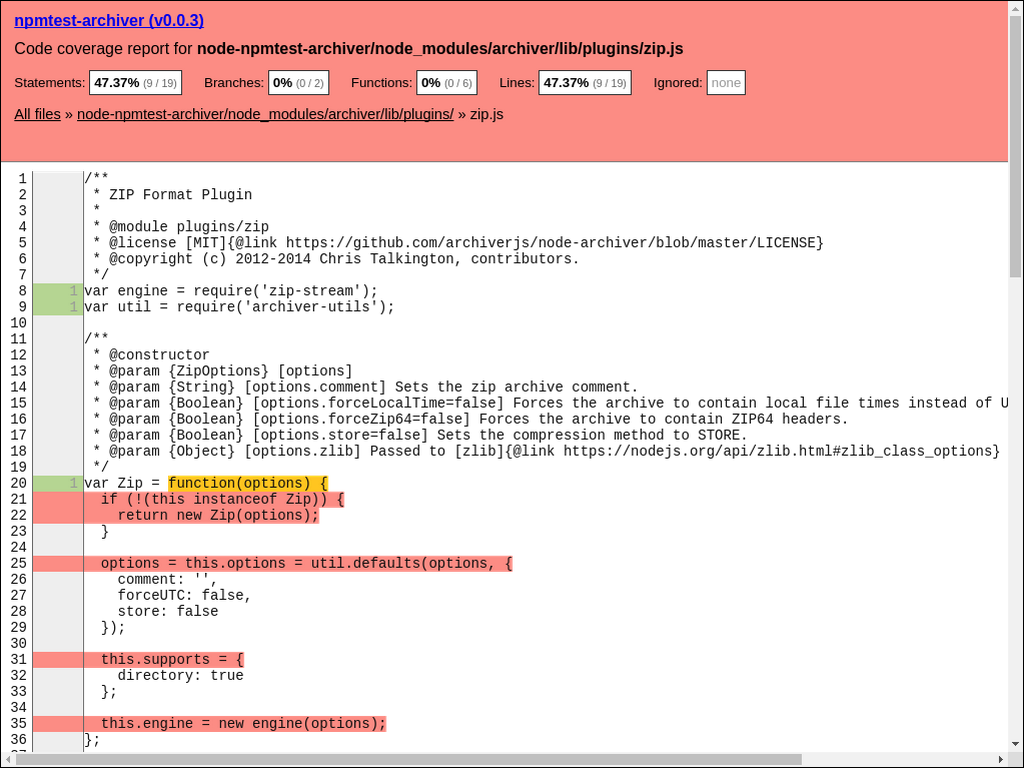 npmtest-archiver (v0.0.3)
Code coverage report for node-npmtest-archiver/node_modules/archiver/lib/plugins/zip.js
Statements: 47.37% (9 / 19) Branches: 0% (0 / 2) Functions: 0% (0 / 6) Lines: 47.37% (9 / 19) Ignored: none
All files » node-npmtest-archiver/node_modules/archiver/lib/plugins/ » zip.js
1 /**
2  * ZIP Format Plugin
3  *
4  * @module plugins/zip
5  * @license [MIT]{@link https://github.com/archiverjs/node-archiver/blob/master/LICENSE}
6  * @copyright (c) 2012-2014 Chris Talkington, contributors.
7  */
8 1 var engine = require('zip-stream');
9 1 var util = require('archiver-utils');
10
11 /**
12  * @constructor
13  * @param {ZipOptions} [options]
14  * @param {String} [options.comment] Sets the zip archive comment.
15  * @param {Boolean} [options.forceLocalTime=false] Forces the archive to contain local file times instead of U
16  * @param {Boolean} [options.forceZip64=false] Forces the archive to contain ZIP64 headers.
17  * @param {Boolean} [options.store=false] Sets the compression method to STORE.
18  * @param {Object} [options.zlib] Passed to [zlib]{@link https://nodejs.org/api/zlib.html#zlib_class_options}
19  */
20 1 var Zip = function(options) {
21   if (!(this instanceof Zip)) {
22     return new Zip(options);
23   }
24
25   options = this.options = util.defaults(options, {
26     comment: '',
27     forceUTC: false,
28     store: false
29   });
30
31   this.supports = {
32     directory: true
33   };
34
35   this.engine = new engine(options);
36 };